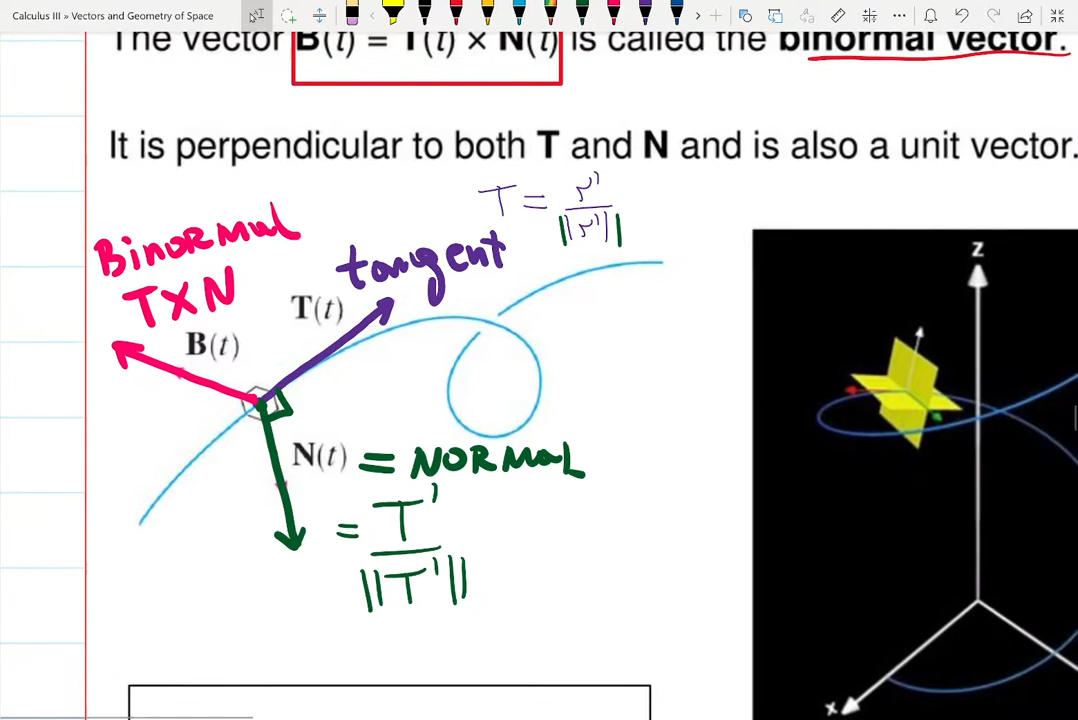 Calculus III » Vectors and Geometry of Space
The vector B(t) = T(t) × N(t) is called the binormal vector.
It is perpendicular to both T and N and is also a unit vector.
T = r' / ||r'||
Binormal
TXN
tangent
T(t)
B(t)
N(t) = NORMAL
= T' / ||T'||
z
x